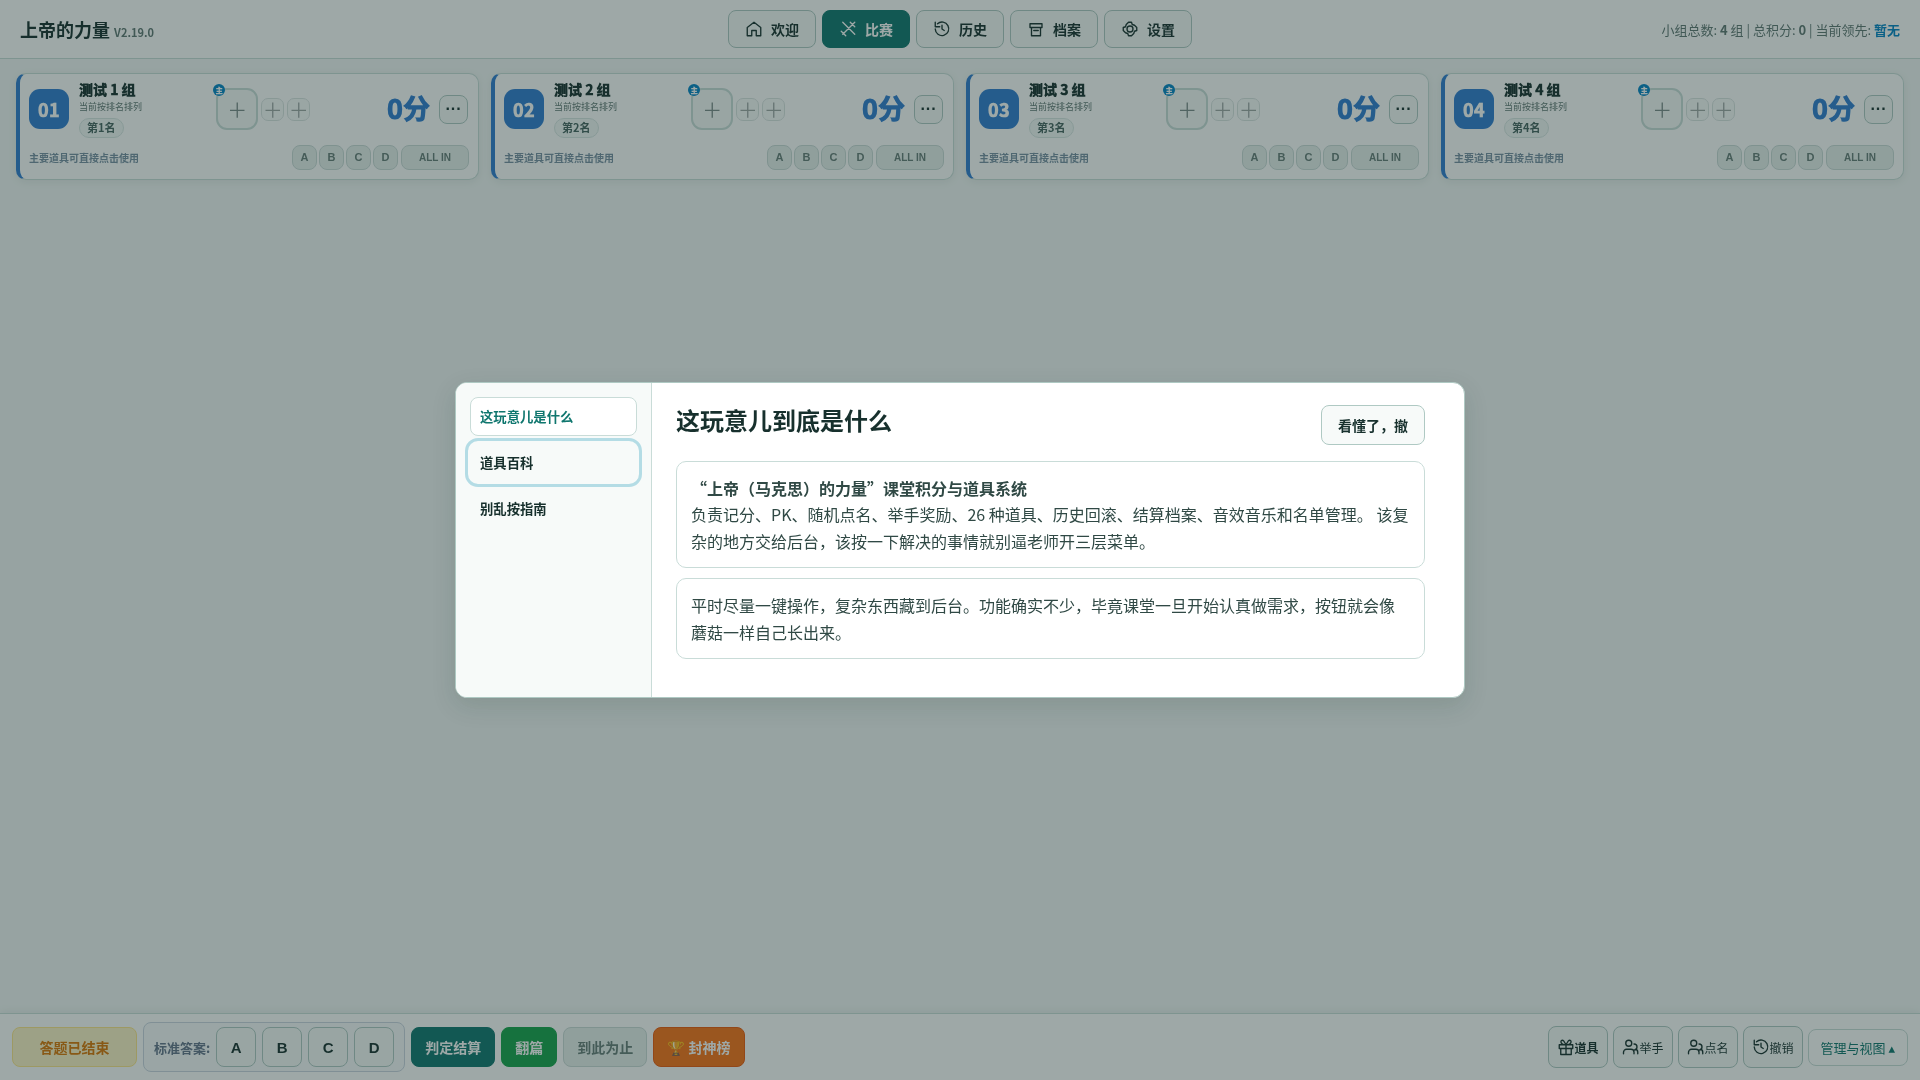 上帝的力量 V2.19.0
欢迎
比赛
历史
档案
设置
小组总数: 4 组 | 总积分: 0 | 当前领先: 暂无
01
测试 1 组
当前按排名排列
第1名
主
0分
主要道具可直接点击使用
A B C D ALL IN
02
测试 2 组
当前按排名排列
第2名
主
0分
主要道具可直接点击使用
A B C D ALL IN
03
测试 3 组
当前按排名排列
第3名
主
0分
主要道具可直接点击使用
A B C D ALL IN
04
测试 4 组
当前按排名排列
第4名
主
0分
主要道具可直接点击使用
A B C D ALL IN
这玩意儿是什么
道具百科
别乱按指南
这玩意儿到底是什么
看懂了，撤
“上帝（马克思）的力量”课堂积分与道具系统
负责记分、PK、随机点名、举手奖励、26 种道具、历史回滚、结算档案、音效音乐和名单管理。 该复
杂的地方交给后台，该按一下解决的事情就别逼老师开三层菜单。
平时尽量一键操作，复杂东西藏到后台。功能确实不少，毕竟课堂一旦开始认真做需求，按钮就会像
蘑菇一样自己长出来。
答题已结束
标准答案: A B C D
判定结算
翻篇
到此为止
🏆 封神榜
道具
举手
点名
撤销
管理与视图 ▴